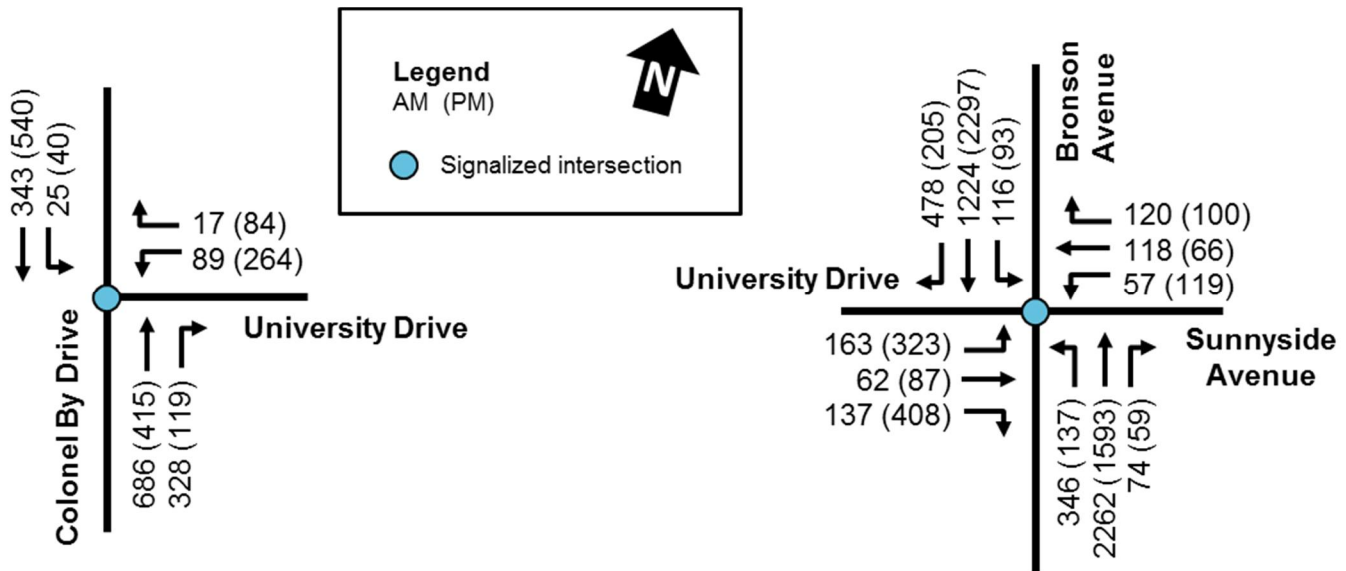 343 (540)
25 (40)
17 (84)
89 (264)
University Drive
Colonel By Drive
686 (415)
328 (119)
Legend
AM (PM)
N
Signalized intersection
478 (205)
1224 (2297)
116 (93)
Bronson
Avenue
120 (100)
118 (66)
57 (119)
University Drive
163 (323)
62 (87)
137 (408)
Sunnyside
Avenue
346 (137)
2262 (1593)
74 (59)